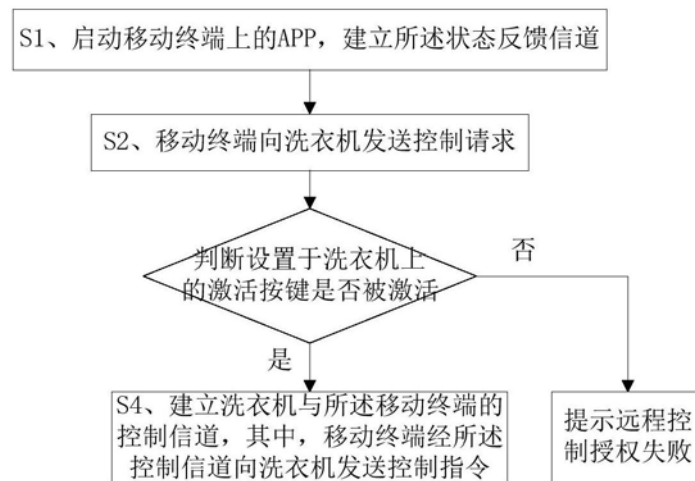 S1、启动移动终端上的APP，建立所述状态反馈信道
S2、移动终端向洗衣机发送控制请求
判断设置于洗衣机上
的激活按键是否被激活
否
是
S4、建立洗衣机与所述移动终端的
控制信道，其中，移动终端经所述
控制信道向洗衣机发送控制指令
提示远程控
制授权失败